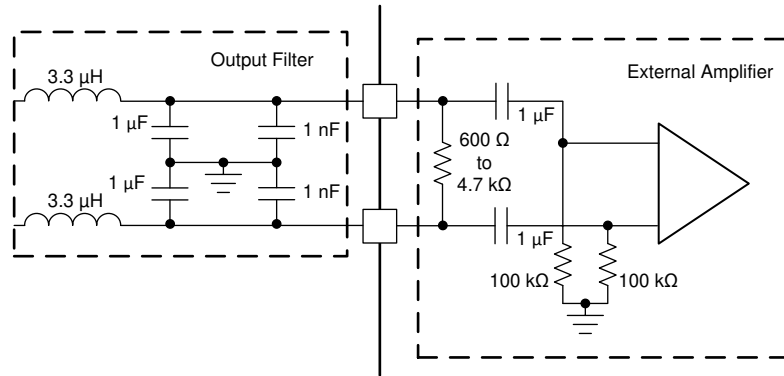 Output Filter
3.3 µH
1 µF
1 nF
1 µF
1 nF
3.3 µH
External Amplifier
1 µF
600 Ω
to
4.7 kΩ
1 µF
100 kΩ
100 kΩ